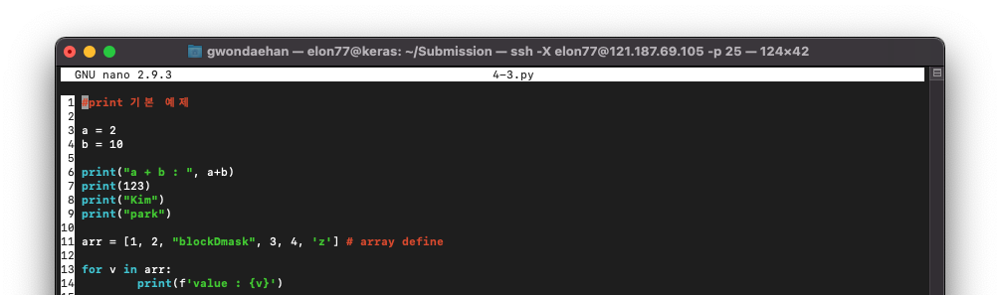 gwondaehan — elon77@keras: ~/Submission — ssh -X elon77@121.187.69.105 -p 25 — 124×42
GNU nano 2.9.3 4-3.py
1 #print 기본 예제
2
3 a = 2
4 b = 10
5
6 print("a + b : ", a+b)
7 print(123)
8 print("Kim")
9 print("park")
10
11 arr = [1, 2, "blockDmask", 3, 4, 'z'] # array define
12
13 for v in arr:
14 print(f'value : {v}')